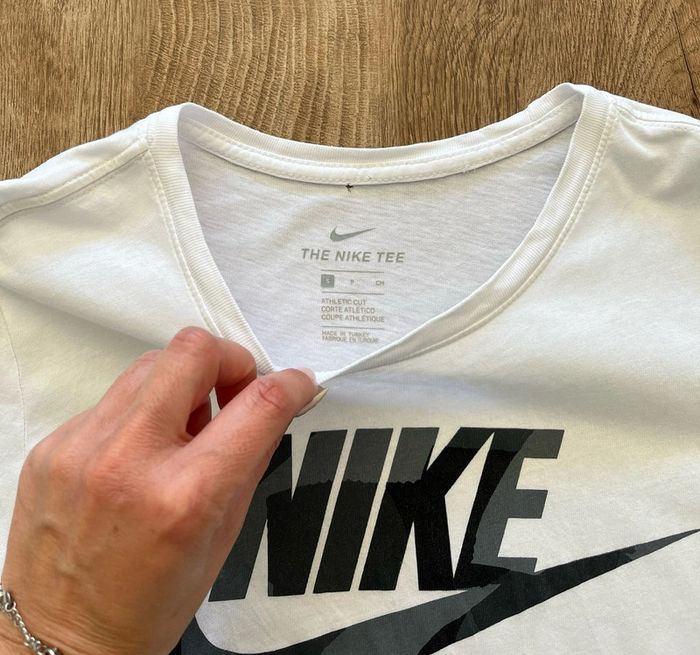 THE NIKE TEE
S P CH
ATHLETIC CUT
CORTE ATLÉTICO
COUPE ATHLÉTIQUE
MADE IN TURKEY
FABRIQUÉ EN TURQUIE
NIKE